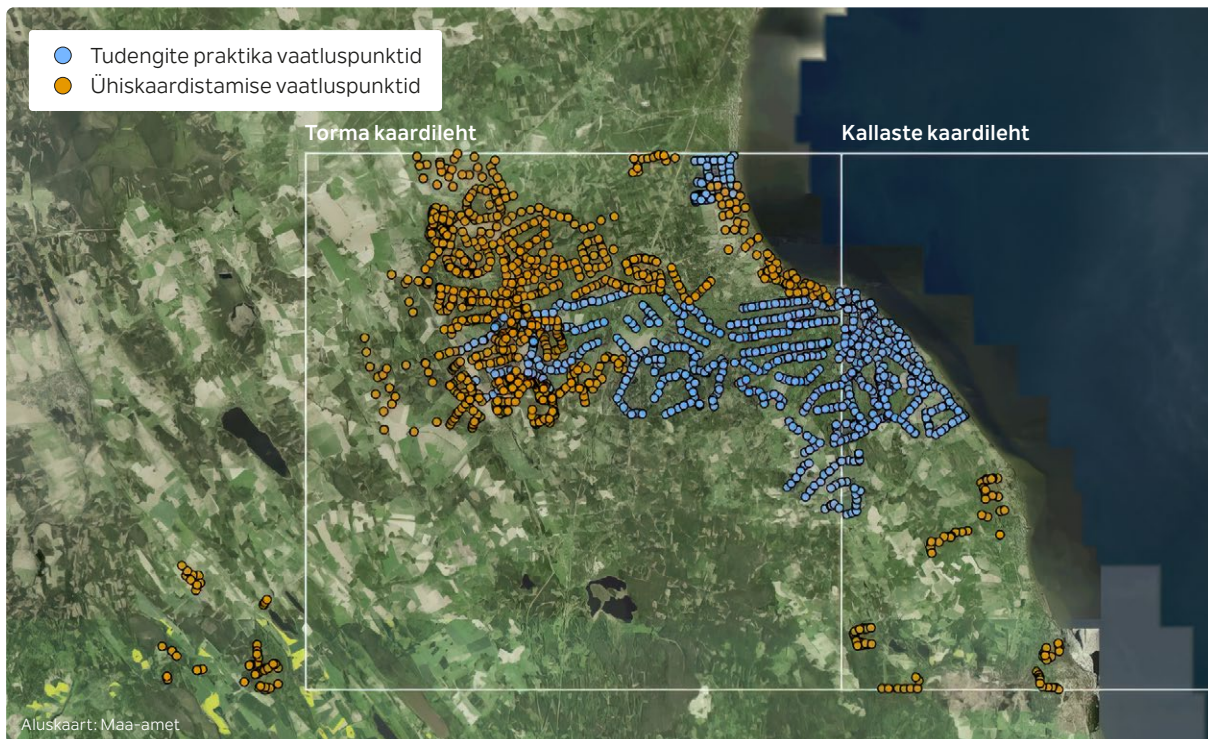 Tudengite praktika vaatluspunktid
Ühiskaardistamise vaatluspunktid
Torma kaardileht
Kallaste kaardileht
Aluskaart: Maa-amet